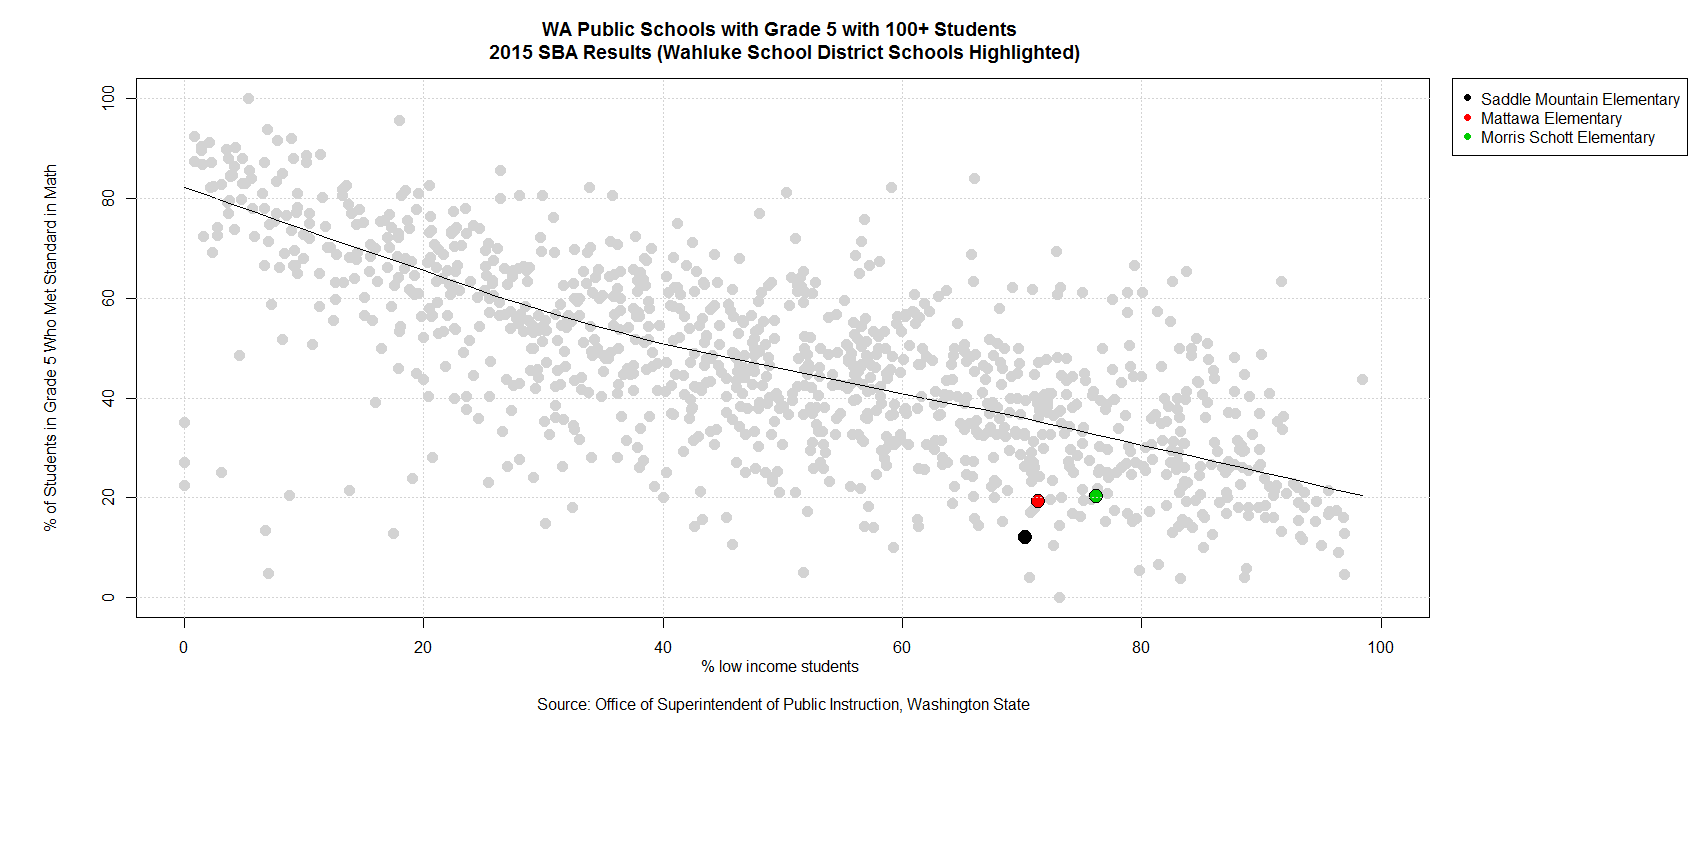 WA Public Schools with Grade 5 with 100+ Students
2015 SBA Results (Wahluke School District Schools Highlighted)
% of Students in Grade 5 Who Met Standard in Math
100
80
60
40
20
0
0 20 40 60 80 100
% low income students
Source: Office of Superintendent of Public Instruction, Washington State
Saddle Mountain Elementary
Mattawa Elementary
Morris Schott Elementary